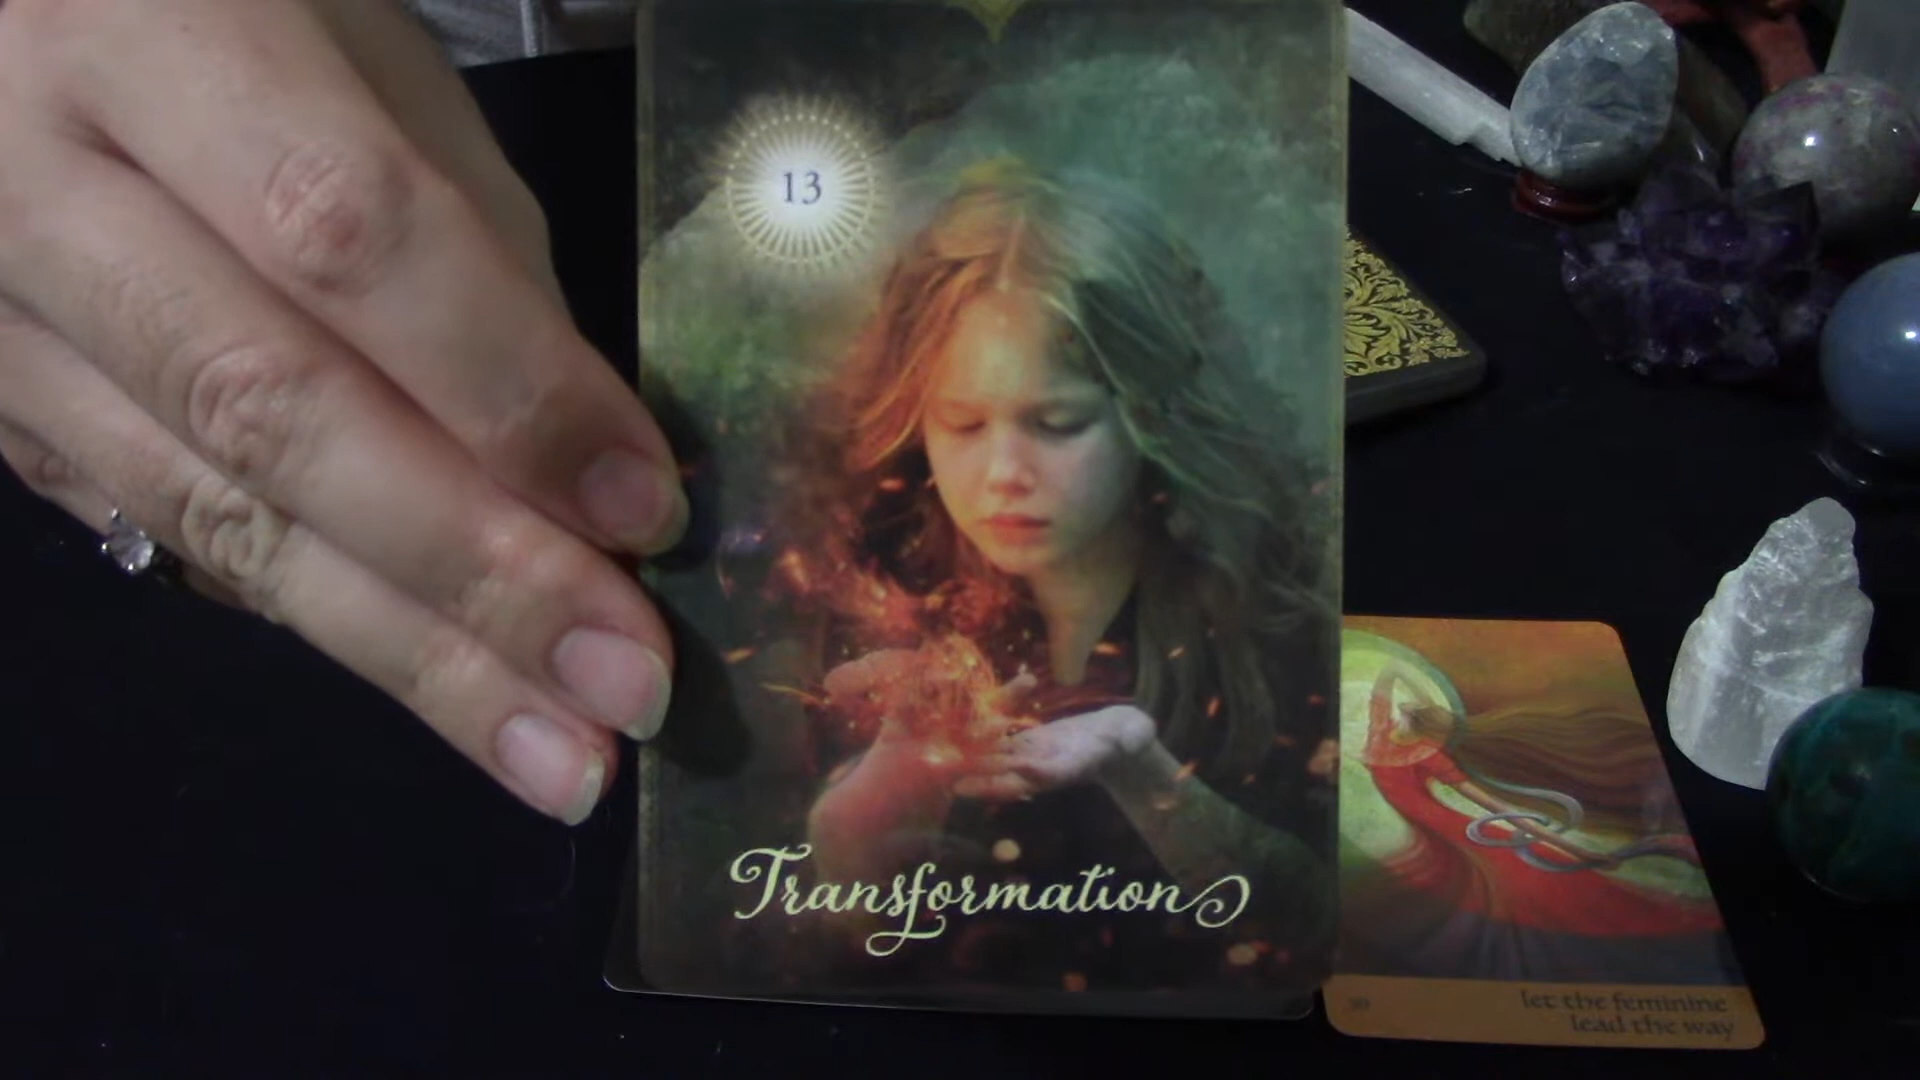 13
Transformation
let the feminine
lead the way